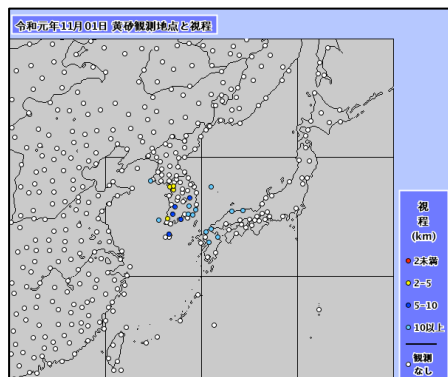 令和元年11月01日 黄砂観測地点と視程
視
程
(km)
2未満
2-5
5-10
10以上
観測
なし